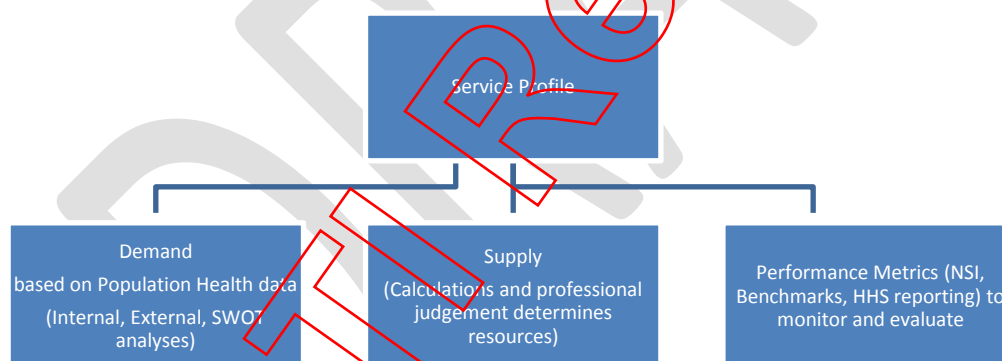 Service Profile
Demand
based on Population Health data
(Internal, External, SWOT
analyses)
Supply
(Calculations and professional
judgement determines
resources)
Performance Metrics (NSI,
Benchmarks, HHS reporting) to
monitor and evaluate